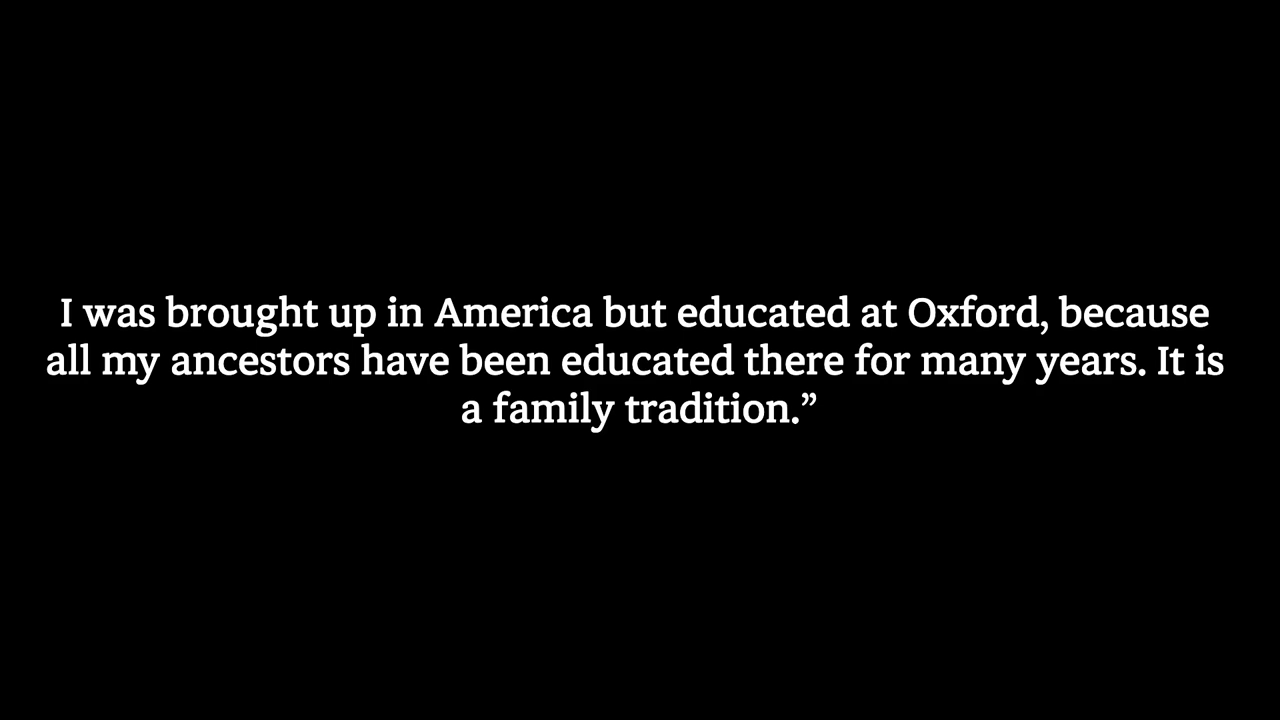 I was brought up in America but educated at Oxford, because
all my ancestors have been educated there for many years. It is
a family tradition.”